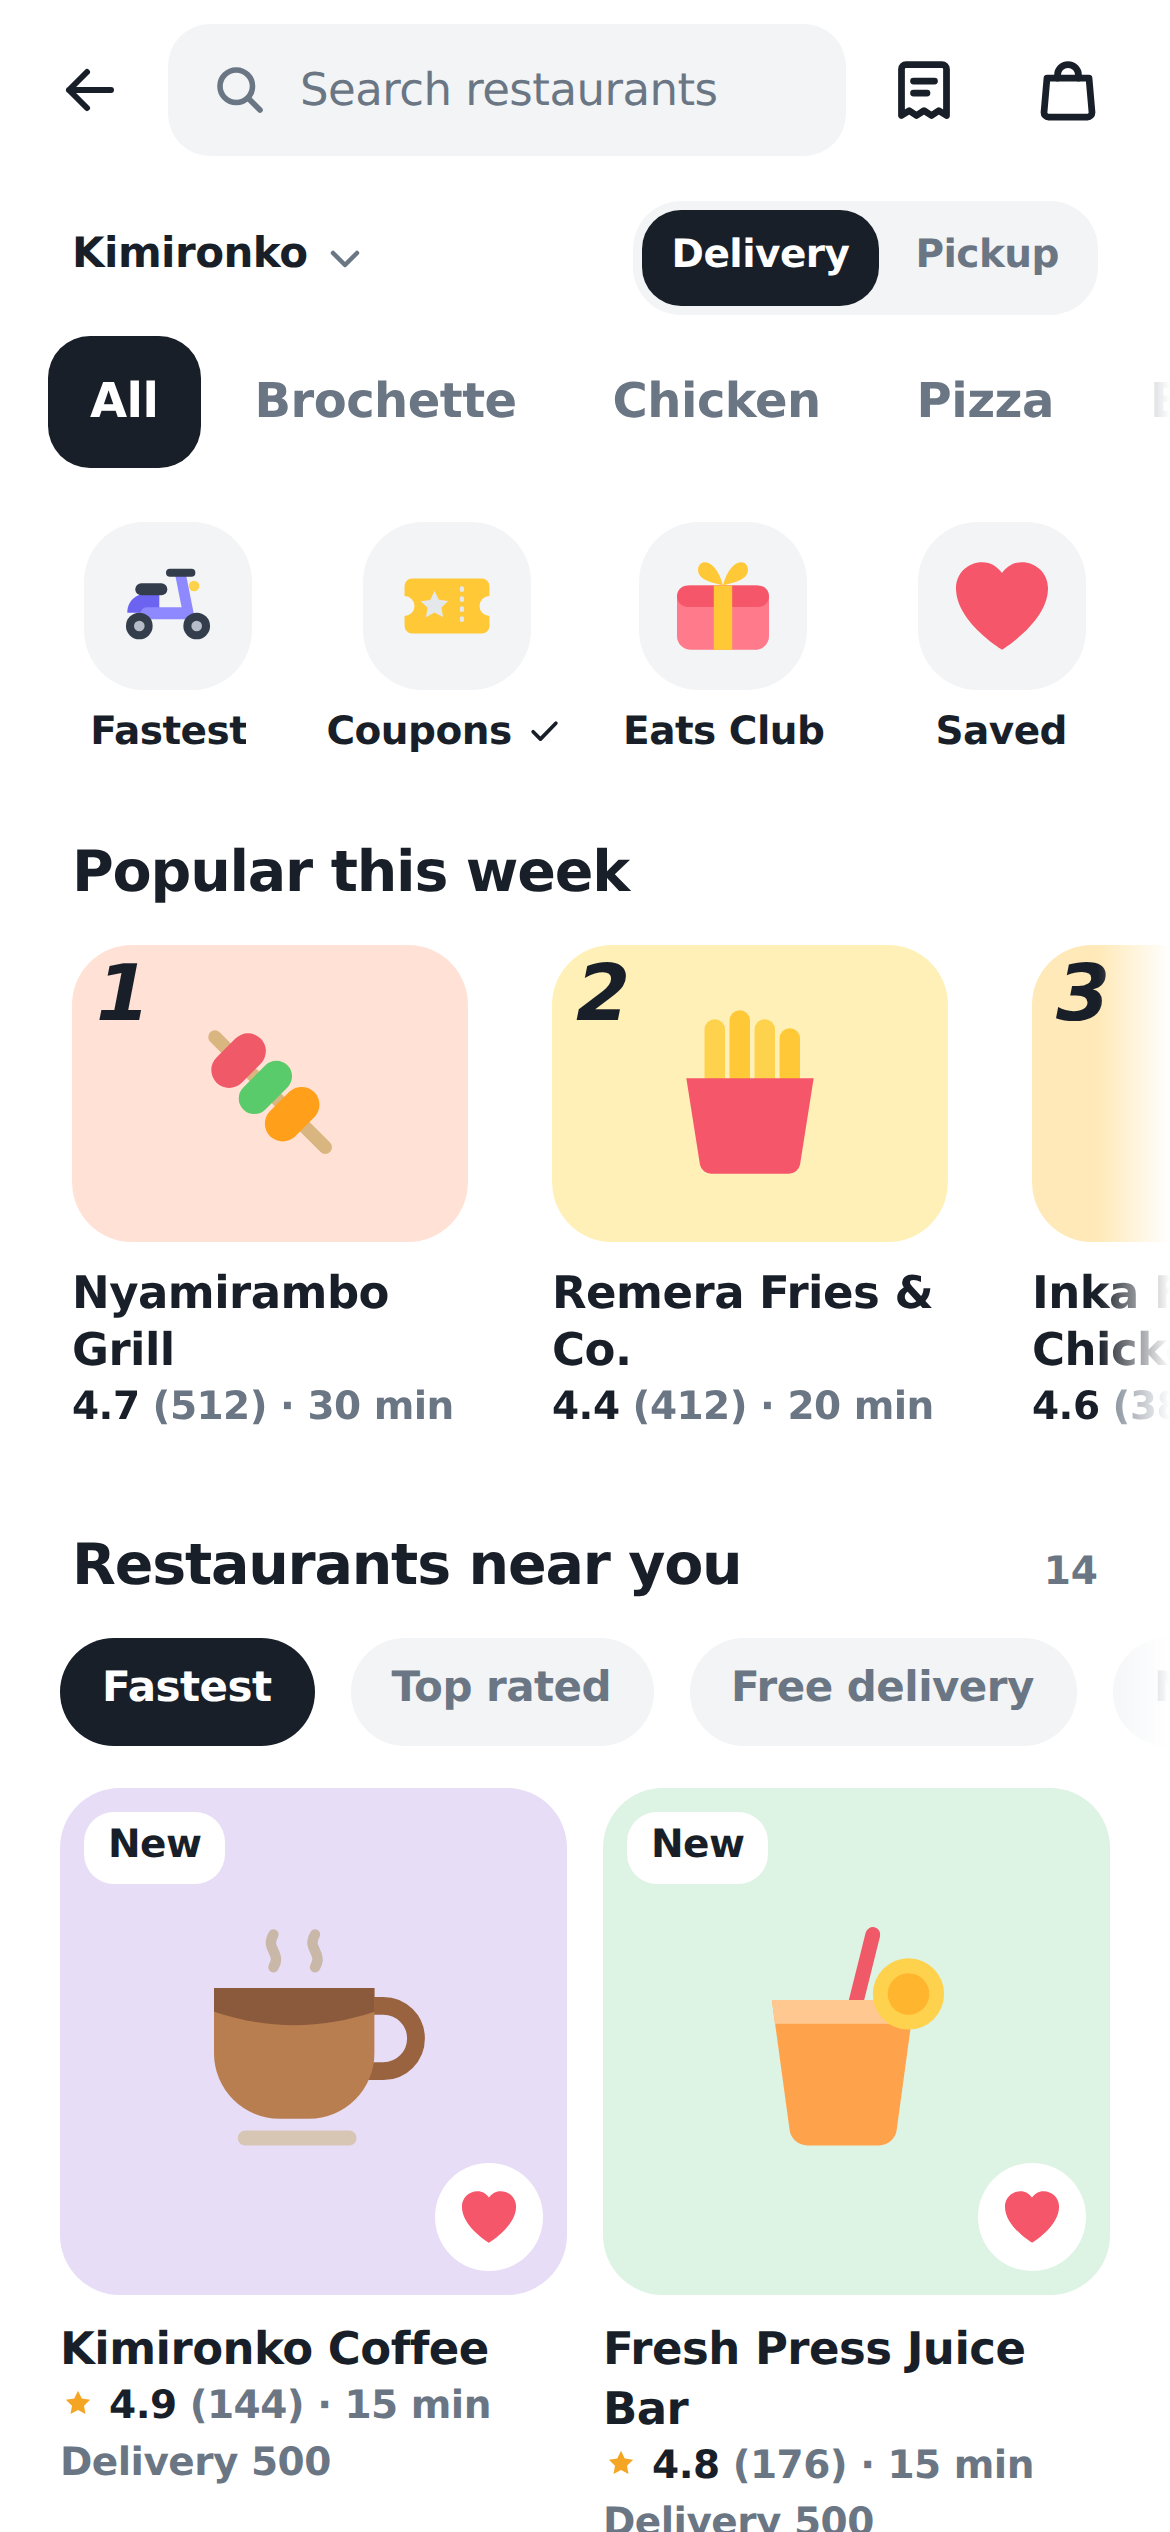 Search restaurants
Kimironko
Delivery Pickup
All Brochette Chicken Pizza
Fastest Coupons Eats Club Saved
Popular this week
1 2 3
Nyamirambo Grill
4.7 (512) · 30 min
Remera Fries & Co.
4.4 (412) · 20 min
Inka
4.6
Restaurants near you 14
Fastest Top rated Free delivery
New
Kimironko Coffee
4.9 (144) · 15 min
Delivery 500
New
Fresh Press Juice
Bar
4.8 (176) · 15 min
Delivery 500